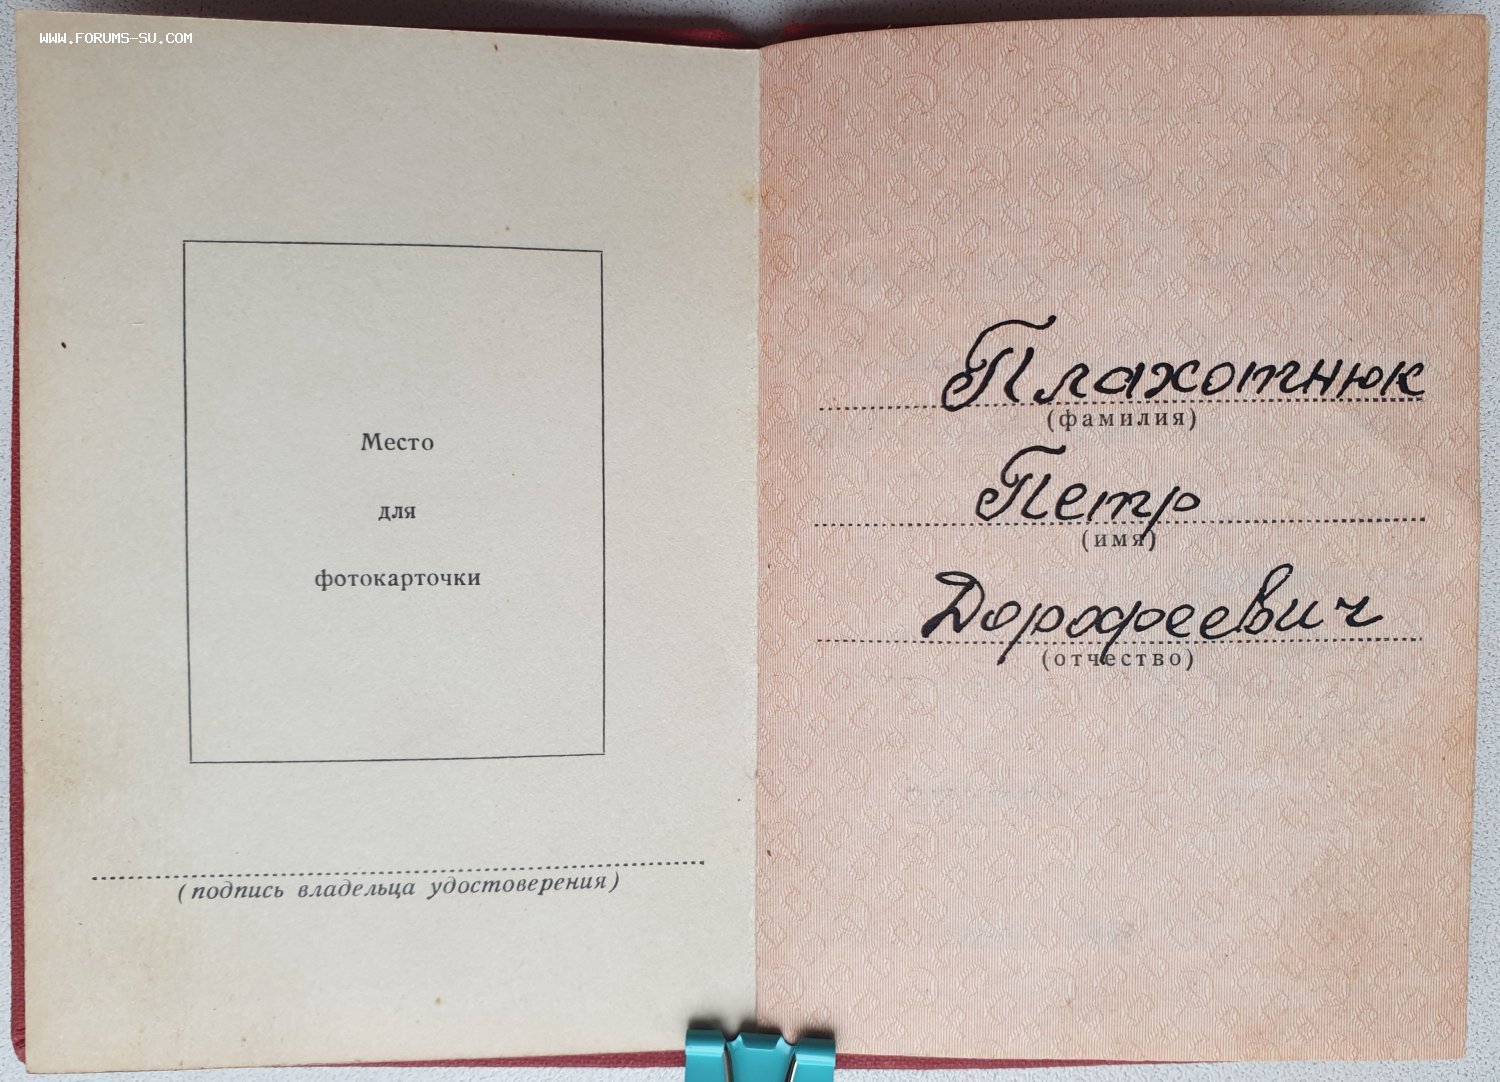 WWW.FORUMS-SU.COM
Место
для
фотокарточки
(подпись владельца удостоверения)
Плахотнюк
(фамилия)
Петр
(имя)
Дорофеевич
(отчество)